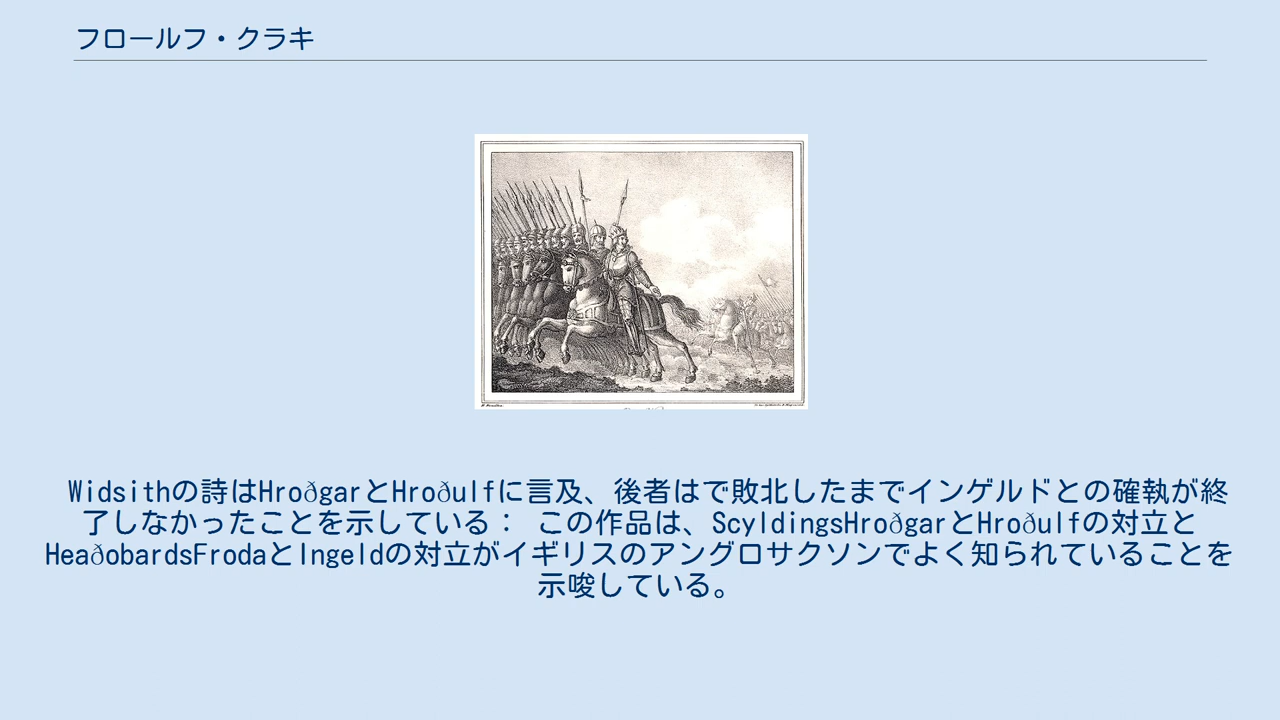 フロールフ・クラキ
Widsithの詩はHroðgarとHroðulfに言及、後者はで敗北したまでインゲルドとの確執が終
了しなかったことを示している： この作品は、ScyldingsHroðgarとHroðulfの対立と
HeaðobardsFrodaとIngeldの対立がイギリスのアングロサクソンでよく知られていることを
示唆している。